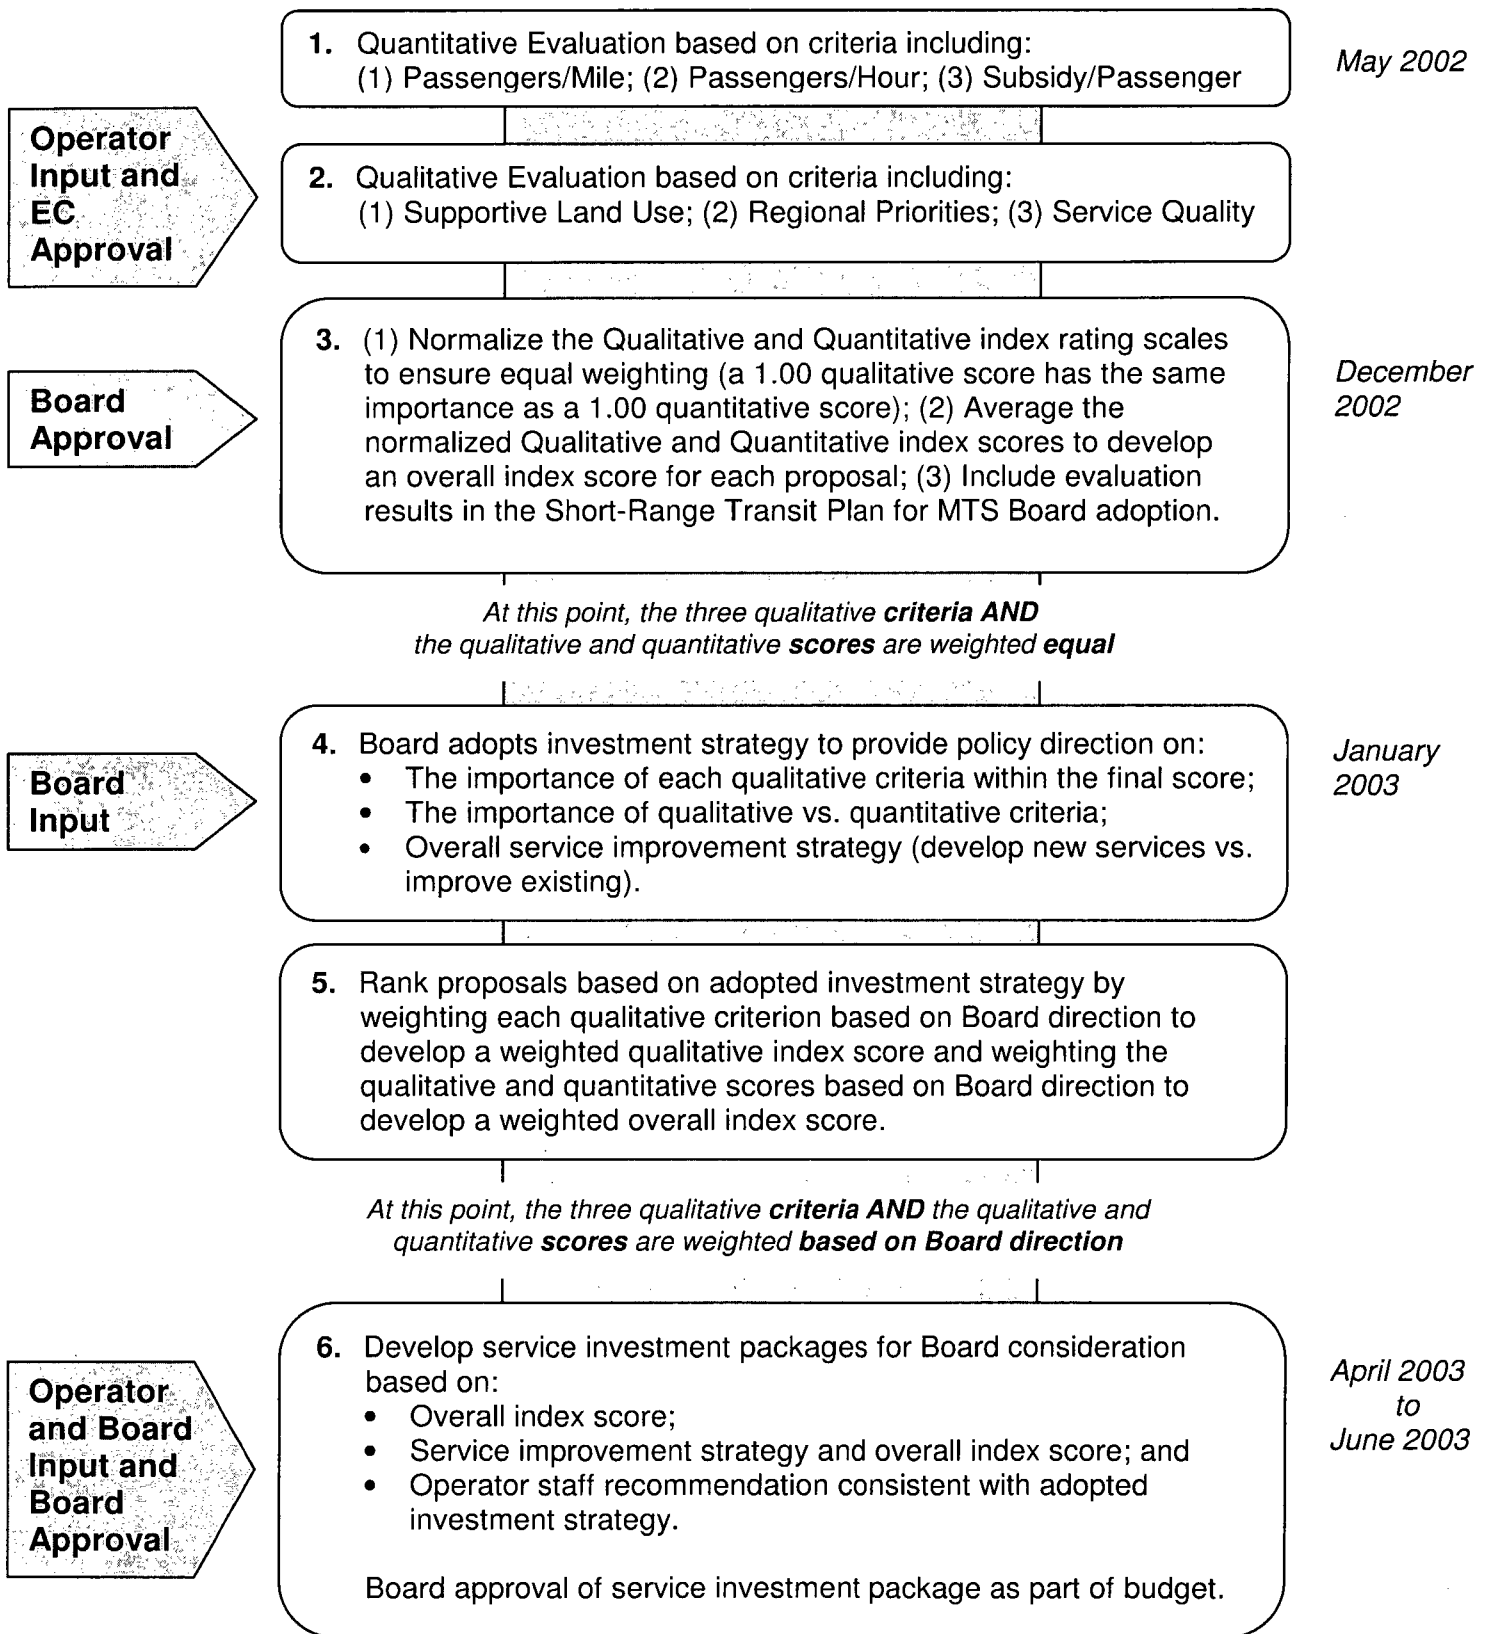 1. Quantitative Evaluation based on criteria including:
(1) Passengers/Mile; (2) Passengers/Hour; (3) Subsidy/Passenger
May 2002
Operator
Input and
EC
Approval
2. Qualitative Evaluation based on criteria including:
(1) Supportive Land Use; (2) Regional Priorities; (3) Service Quality
Board
Approval
3. (1) Normalize the Qualitative and Quantitative index rating scales
to ensure equal weighting (a 1.00 qualitative score has the same
importance as a 1.00 quantitative score); (2) Average the
normalized Qualitative and Quantitative index scores to develop
an overall index score for each proposal; (3) Include evaluation
results in the Short-Range Transit Plan for MTS Board adoption.
December
2002
At this point, the three qualitative criteria AND
the qualitative and quantitative scores are weighted equal
Board
Input
4. Board adopts investment strategy to provide policy direction on:
• The importance of each qualitative criteria within the final score;
• The importance of qualitative vs. quantitative criteria;
• Overall service improvement strategy (develop new services vs.
improve existing).
January
2003
5. Rank proposals based on adopted investment strategy by
weighting each qualitative criterion based on Board direction to
develop a weighted qualitative index score and weighting the
qualitative and quantitative scores based on Board direction to
develop a weighted overall index score.
At this point, the three qualitative criteria AND the qualitative and
quantitative scores are weighted based on Board direction
Operator
and Board
Input and
Board
Approval
6. Develop service investment packages for Board consideration
based on:
• Overall index score;
• Service improvement strategy and overall index score; and
• Operator staff recommendation consistent with adopted
investment strategy.
Board approval of service investment package as part of budget.
April 2003
to
June 2003